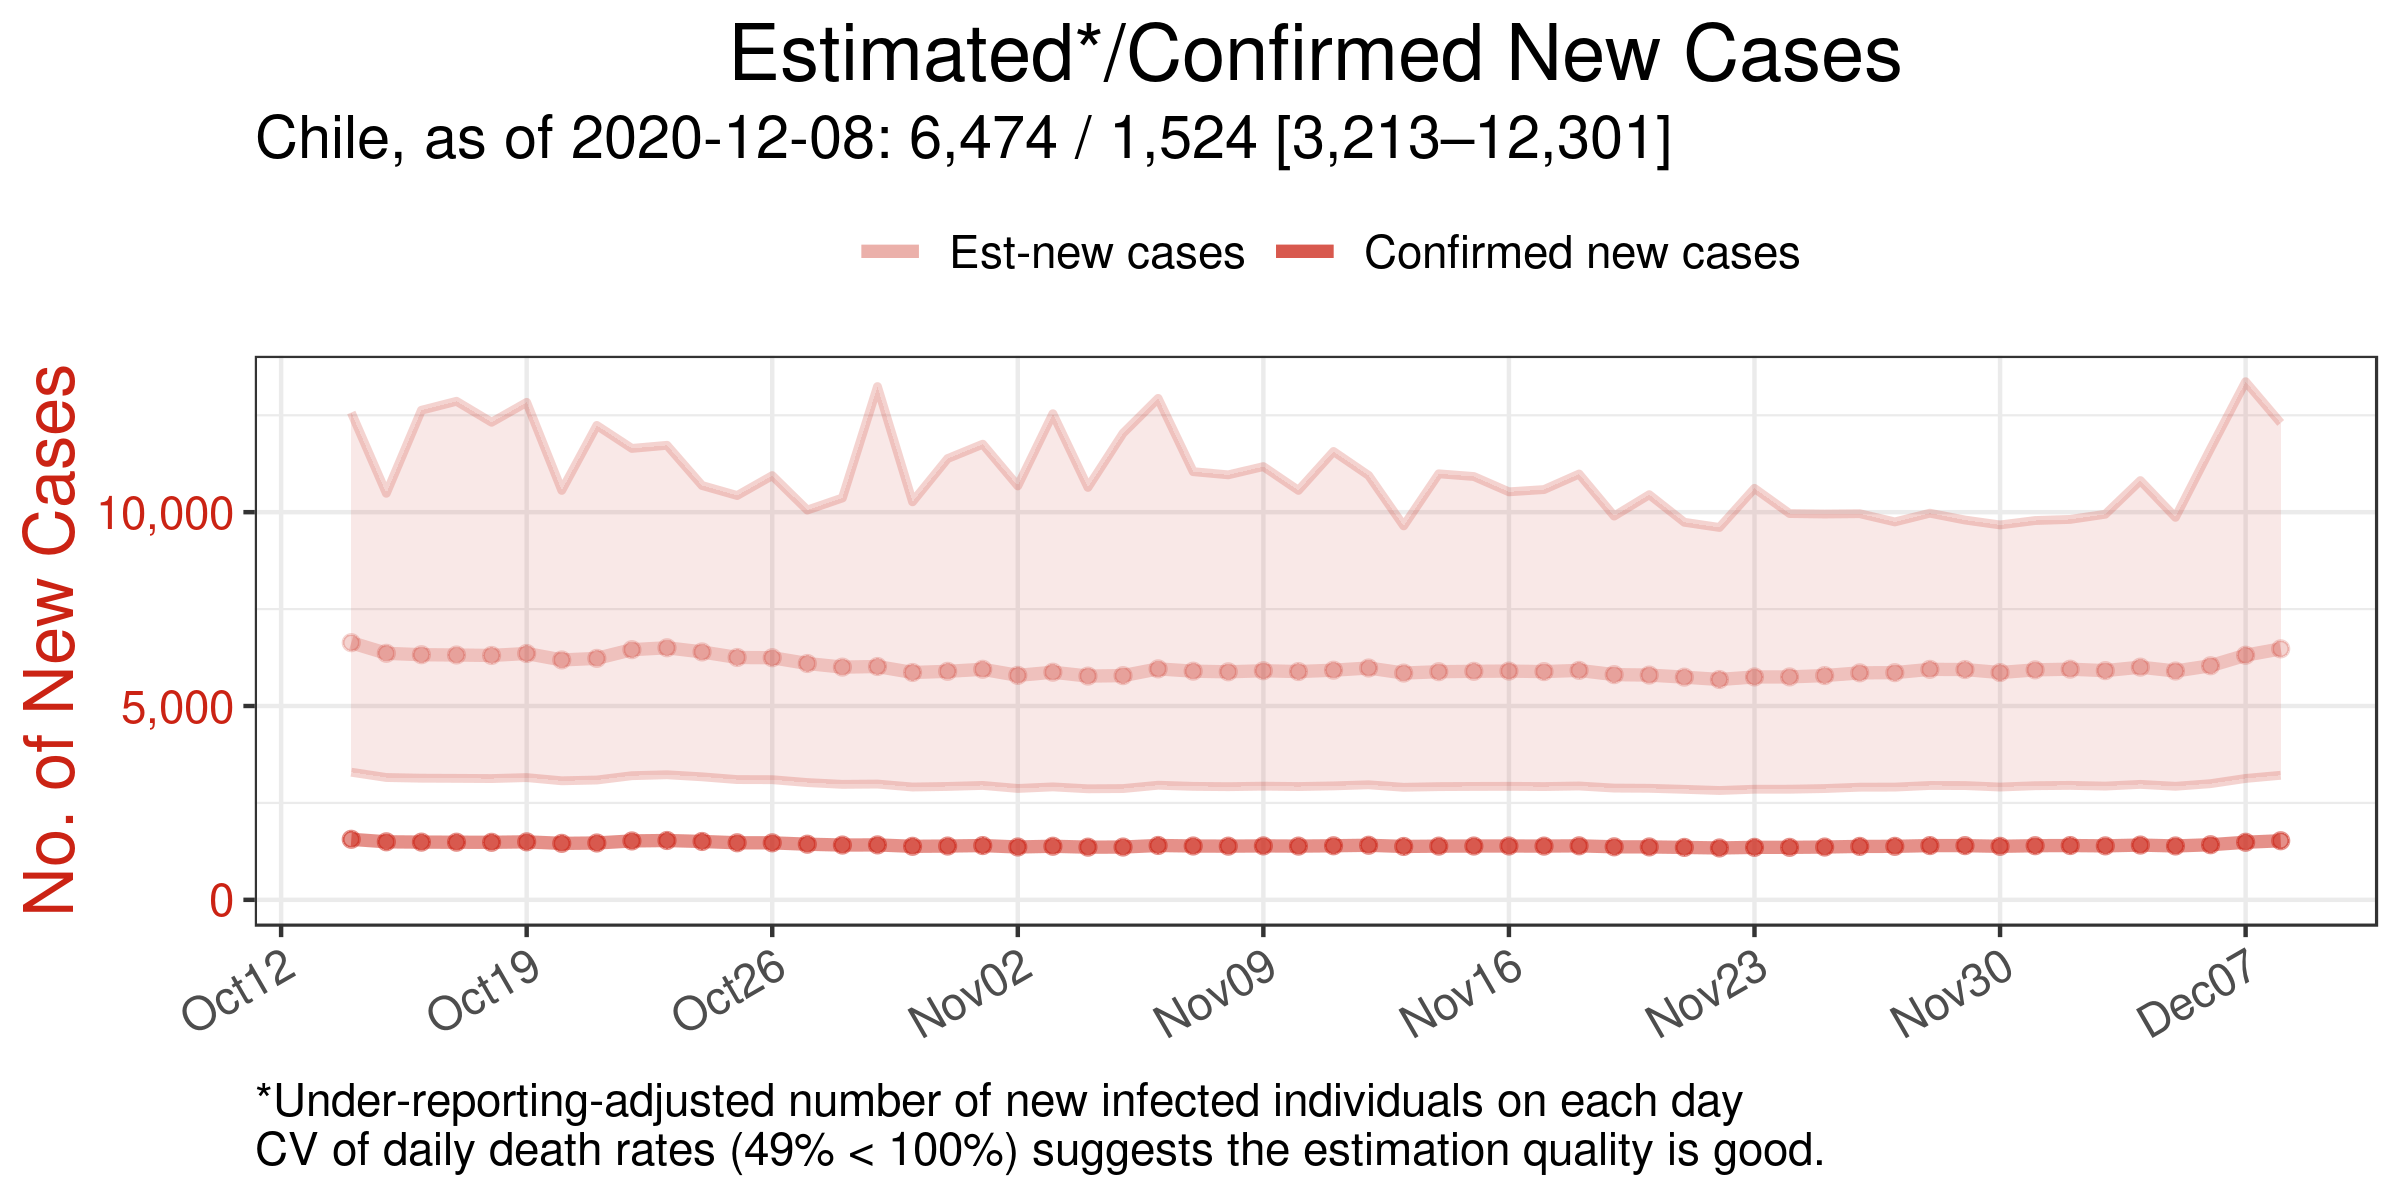 Estimated*/Confirmed New Cases
Chile, as of 2020-12-08: 6,474 / 1,524 [3,213–12,301]
Est-new cases
Confirmed new cases
No. of New Cases
10,000
5,000
0
Oct12
Oct19
Oct26
Nov02
Nov09
Nov16
Nov23
Nov30
Dec07
*Under-reporting-adjusted number of new infected individuals on each day
CV of daily death rates (49% < 100%) suggests the estimation quality is good.